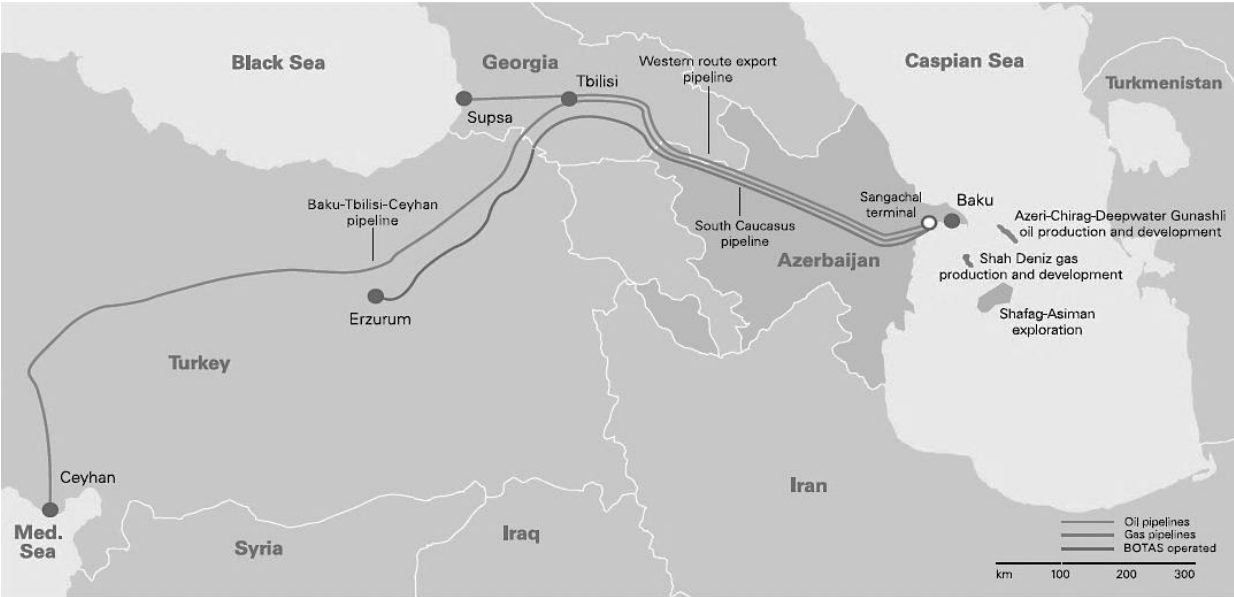 Black Sea
Georgia
Western route export
pipeline
Caspian Sea
Turkmenistan
Tbilisi
Supsa
Baku-Tbilisi-Ceyhan
pipeline
Sangachal
terminal
Baku
South Caucasus
pipeline
Azerbaijan
Azeri-Chirag-Deepwater Gunashli
oil production and development
Shah Deniz gas
production and development
Shafag-Asiman
exploration
Erzurum
Turkey
Ceyhan
Med.
Sea
Syria
Iraq
Iran
Oil pipelines
Gas pipelines
BOTAS operated
km 100 200 300